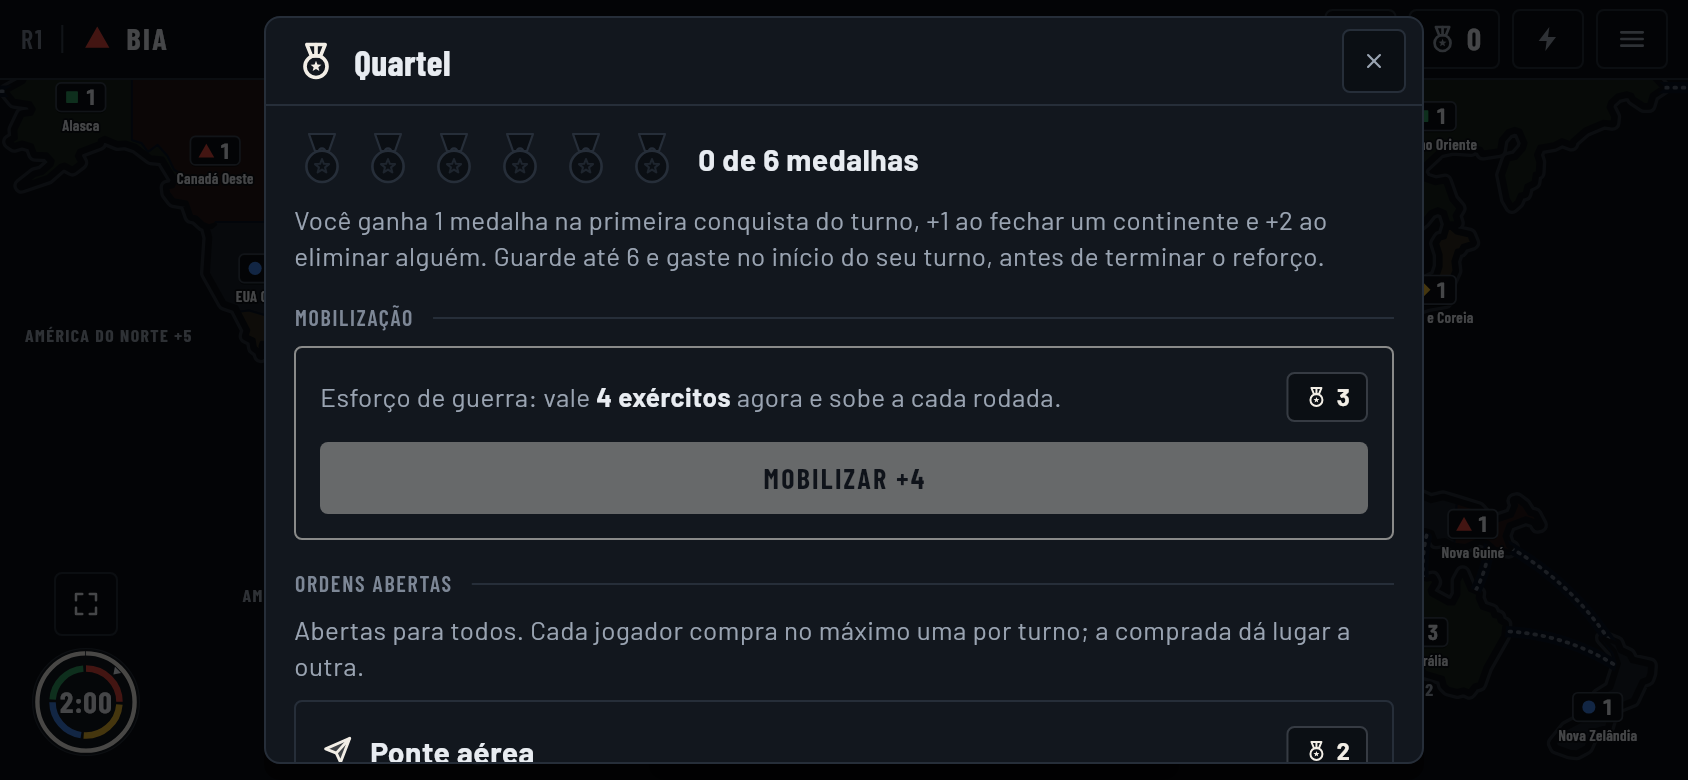 R1
BIA
Quartel
0
1
Alasca
1
Canadá Oeste
EUA
AMÉRICA DO NORTE +5
0 de 6 medalhas
Você ganha 1 medalha na primeira conquista do turno, +1 ao fechar um continente e +2 ao
eliminar alguém. Guarde até 6 e gaste no início do seu turno, antes de terminar o reforço.
MOBILIZAÇÃO
Esforço de guerra: vale 4 exércitos agora e sobe a cada rodada.
3
MOBILIZAR +4
ORDENS ABERTAS
Abertas para todos. Cada jogador compra no máximo uma por turno; a comprada dá lugar a
outra.
Ponte aérea
2
AM
2:00
1
Oriente
1
e Coreia
1
Nova Guiné
3
2
1
Nova Zelândia